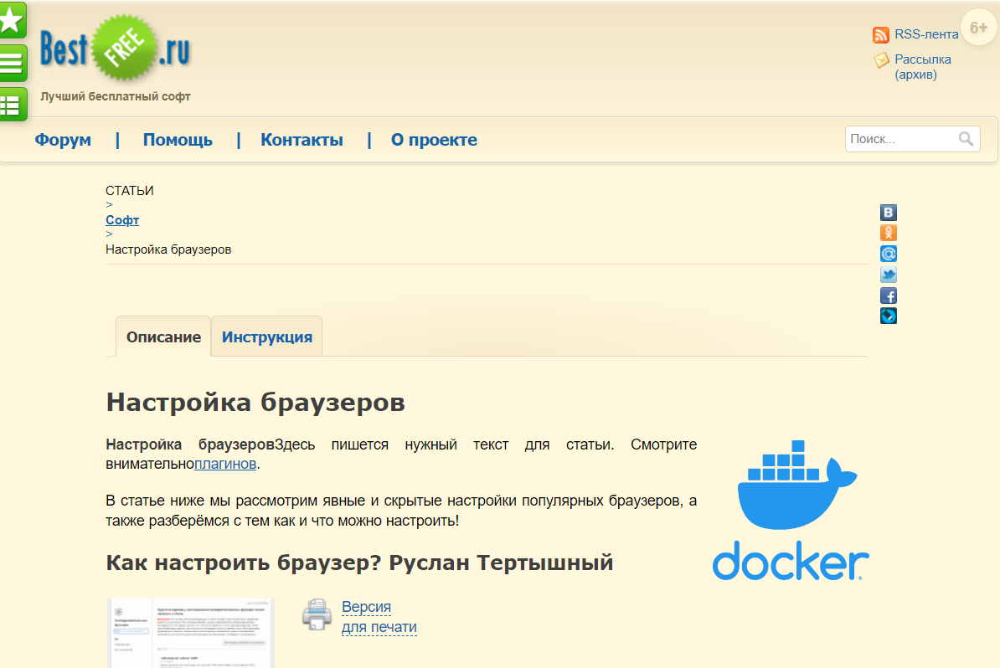 Best FREE .ru
Лучший бесплатный софт
RSS-лента
6+
Рассылка
(архив)
Форум | Помощь | Контакты | О проекте
Поиск...
СТАТЬИ
>
Софт
>
Настройка браузеров
Описание Инструкция
Настройка браузеров
Настройка браузеровЗдесь пишется нужный текст для статьи. Смотрите
внимательноплагинов.
В статье ниже мы рассмотрим явные и скрытые настройки популярных браузеров, а
также разберёмся с тем как и что можно настроить!
docker
Как настроить браузер? Руслан Тертышный
Версия
для печати